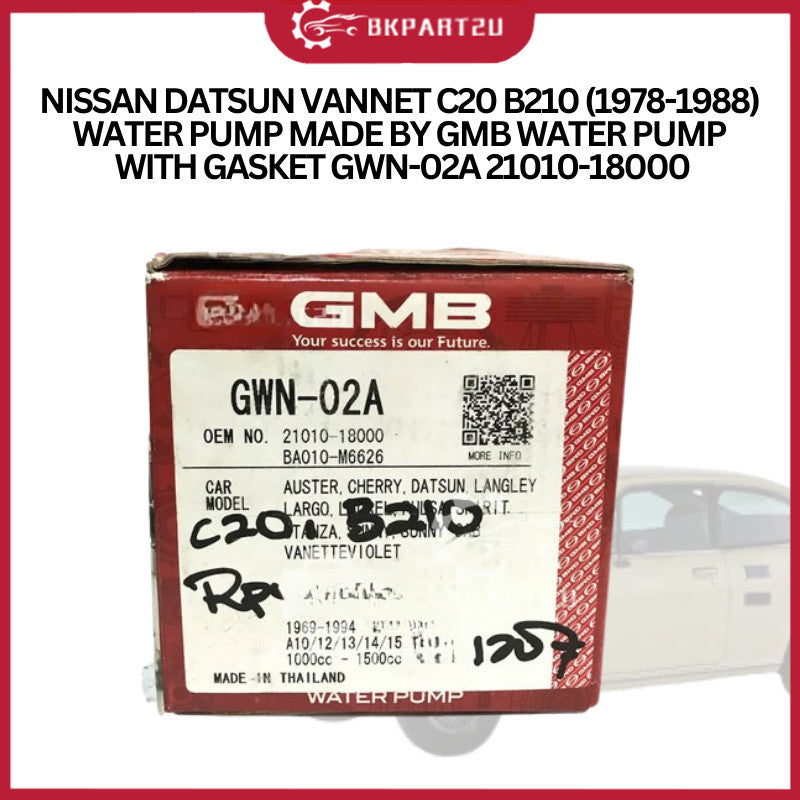 BKPART2U
NISSAN DATSUN VANNET C20 B210 (1978-1988)
WATER PUMP MADE BY GMB WATER PUMP
WITH GASKET GWN-02A 21010-18000
GMB
Your success is our Future.
GWN-02A
OEM NO. 21010-18000
BA010-M6626
MORE INFO
CAR MODEL
AUSTER, CHERRY, DATSUN, LANGLEY
LARGO,
C20, B210
VANETTEVIOLET
1969-1994
A10/12/13/14/15
1000cc - 1500cc
1207
MADE IN THAILAND
WATER PUMP